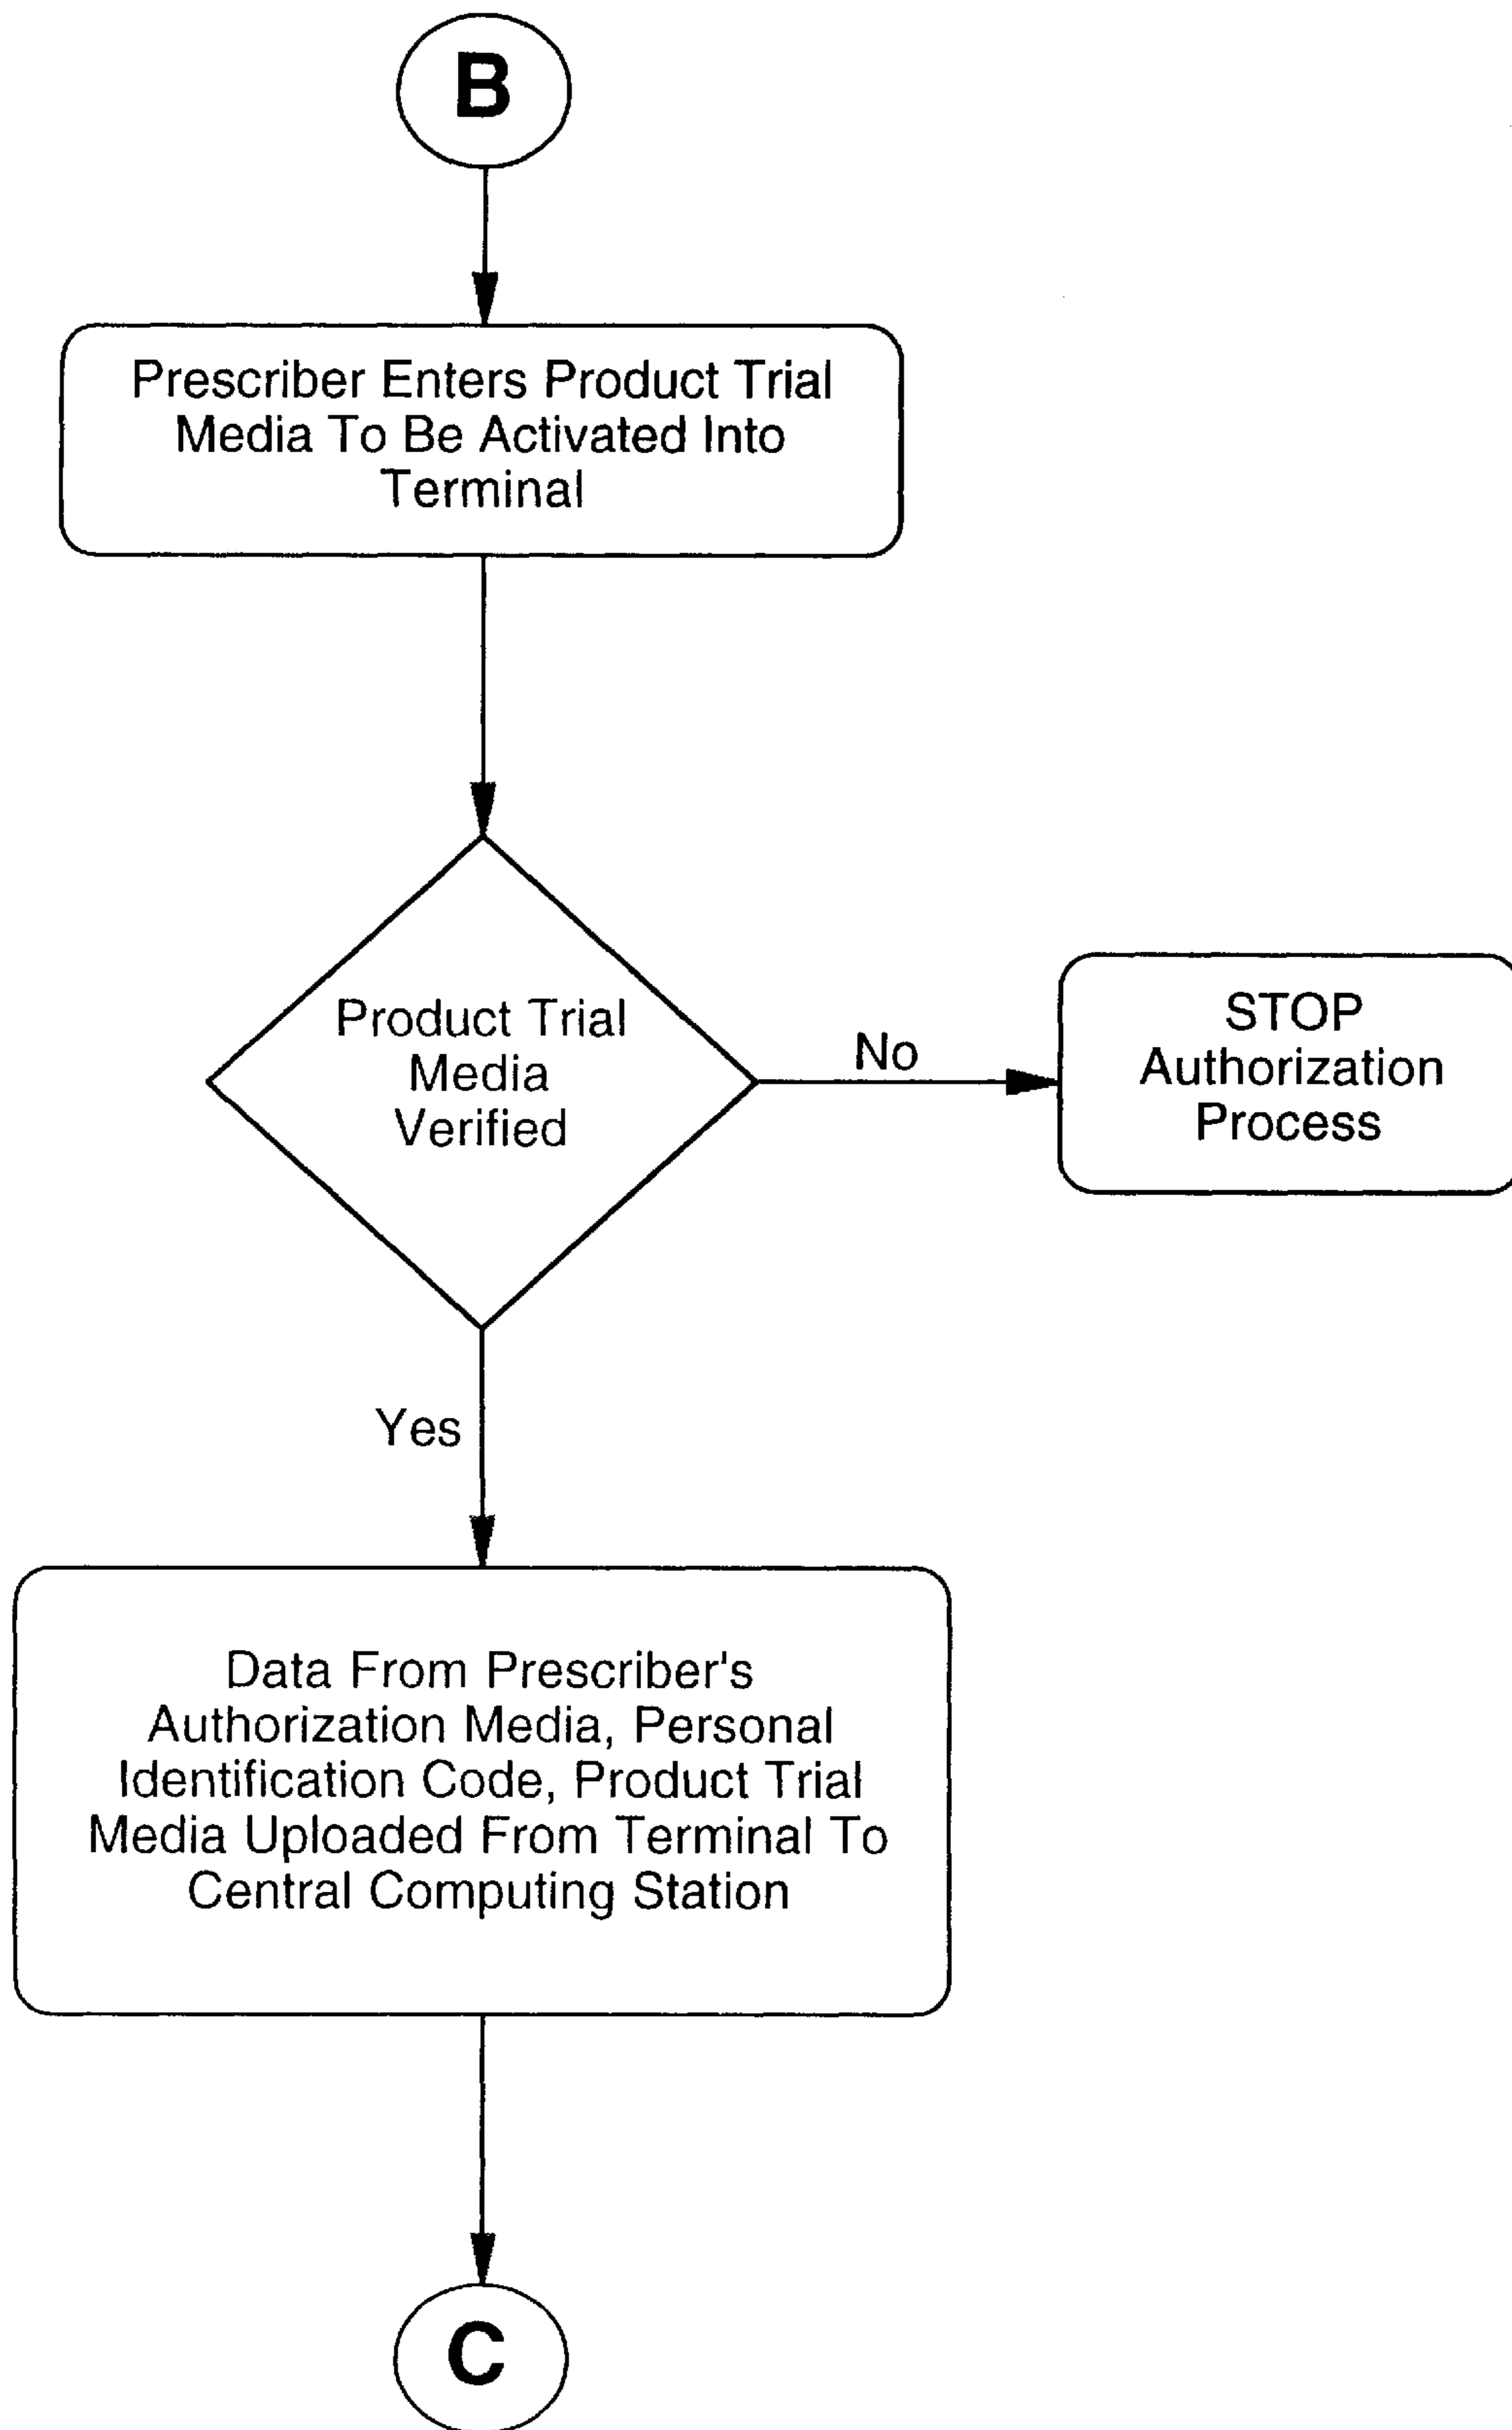 B
Prescriber Enters Product Trial
Media To Be Activated Into
Terminal
Product Trial
Media
Verified
No
STOP
Authorization
Process
Yes
Data From Prescriber's
Authorization Media, Personal
Identification Code, Product Trial
Media Uploaded From Terminal To
Central Computing Station
C